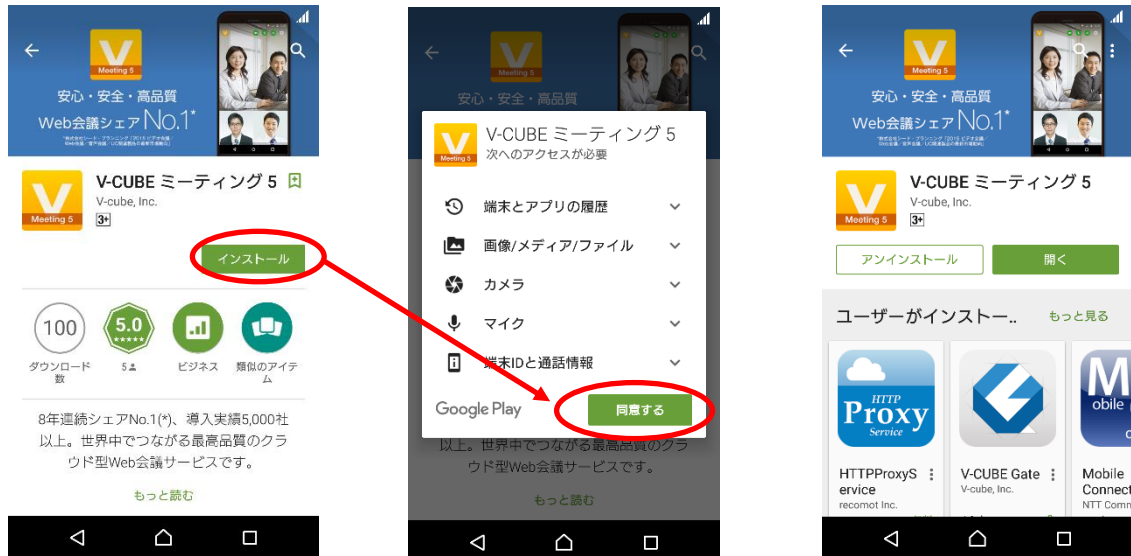 V
Meeting 5
安心・安全・高品質
Web会議シェア No.1*
V
Meeting 5
V-CUBE ミーティング 5
V-cube, Inc.
3+
インストール
100
ダウンロード
数
5.0
5
ビジネス
類似のアイテ
ム
8年連続シェアNo.1(*)、導入実績5,000社
以上。世界中でつながる最高品質のクラ
ウド型Web会議サービスです。
もっと読む
V
Meeting 5
安心・安全・高品質
V
Meeting 5
V-CUBE ミーティング 5
次へのアクセスが必要
端末とアプリの履歴
画像/メディア/ファイル
カメラ
マイク
端末IDと通話情報
Google Play
同意する
以上。世界中でつながる最高品質のクラ
ウド型Web会議サービスです。
もっと読む
V
Meeting 5
安心・安全・高品質
Web会議シェア No.1*
V
Meeting 5
V-CUBE ミーティング 5
V-cube, Inc.
3+
アンインストール
開く
ユーザーがインストー..
もっと見る
HTTP
Proxy
Service
HTTPProxyS
ervice
recomot Inc.
V-CUBE Gate
V-cube, Inc.
M
obile
Mobile
Connect
NTT Comm